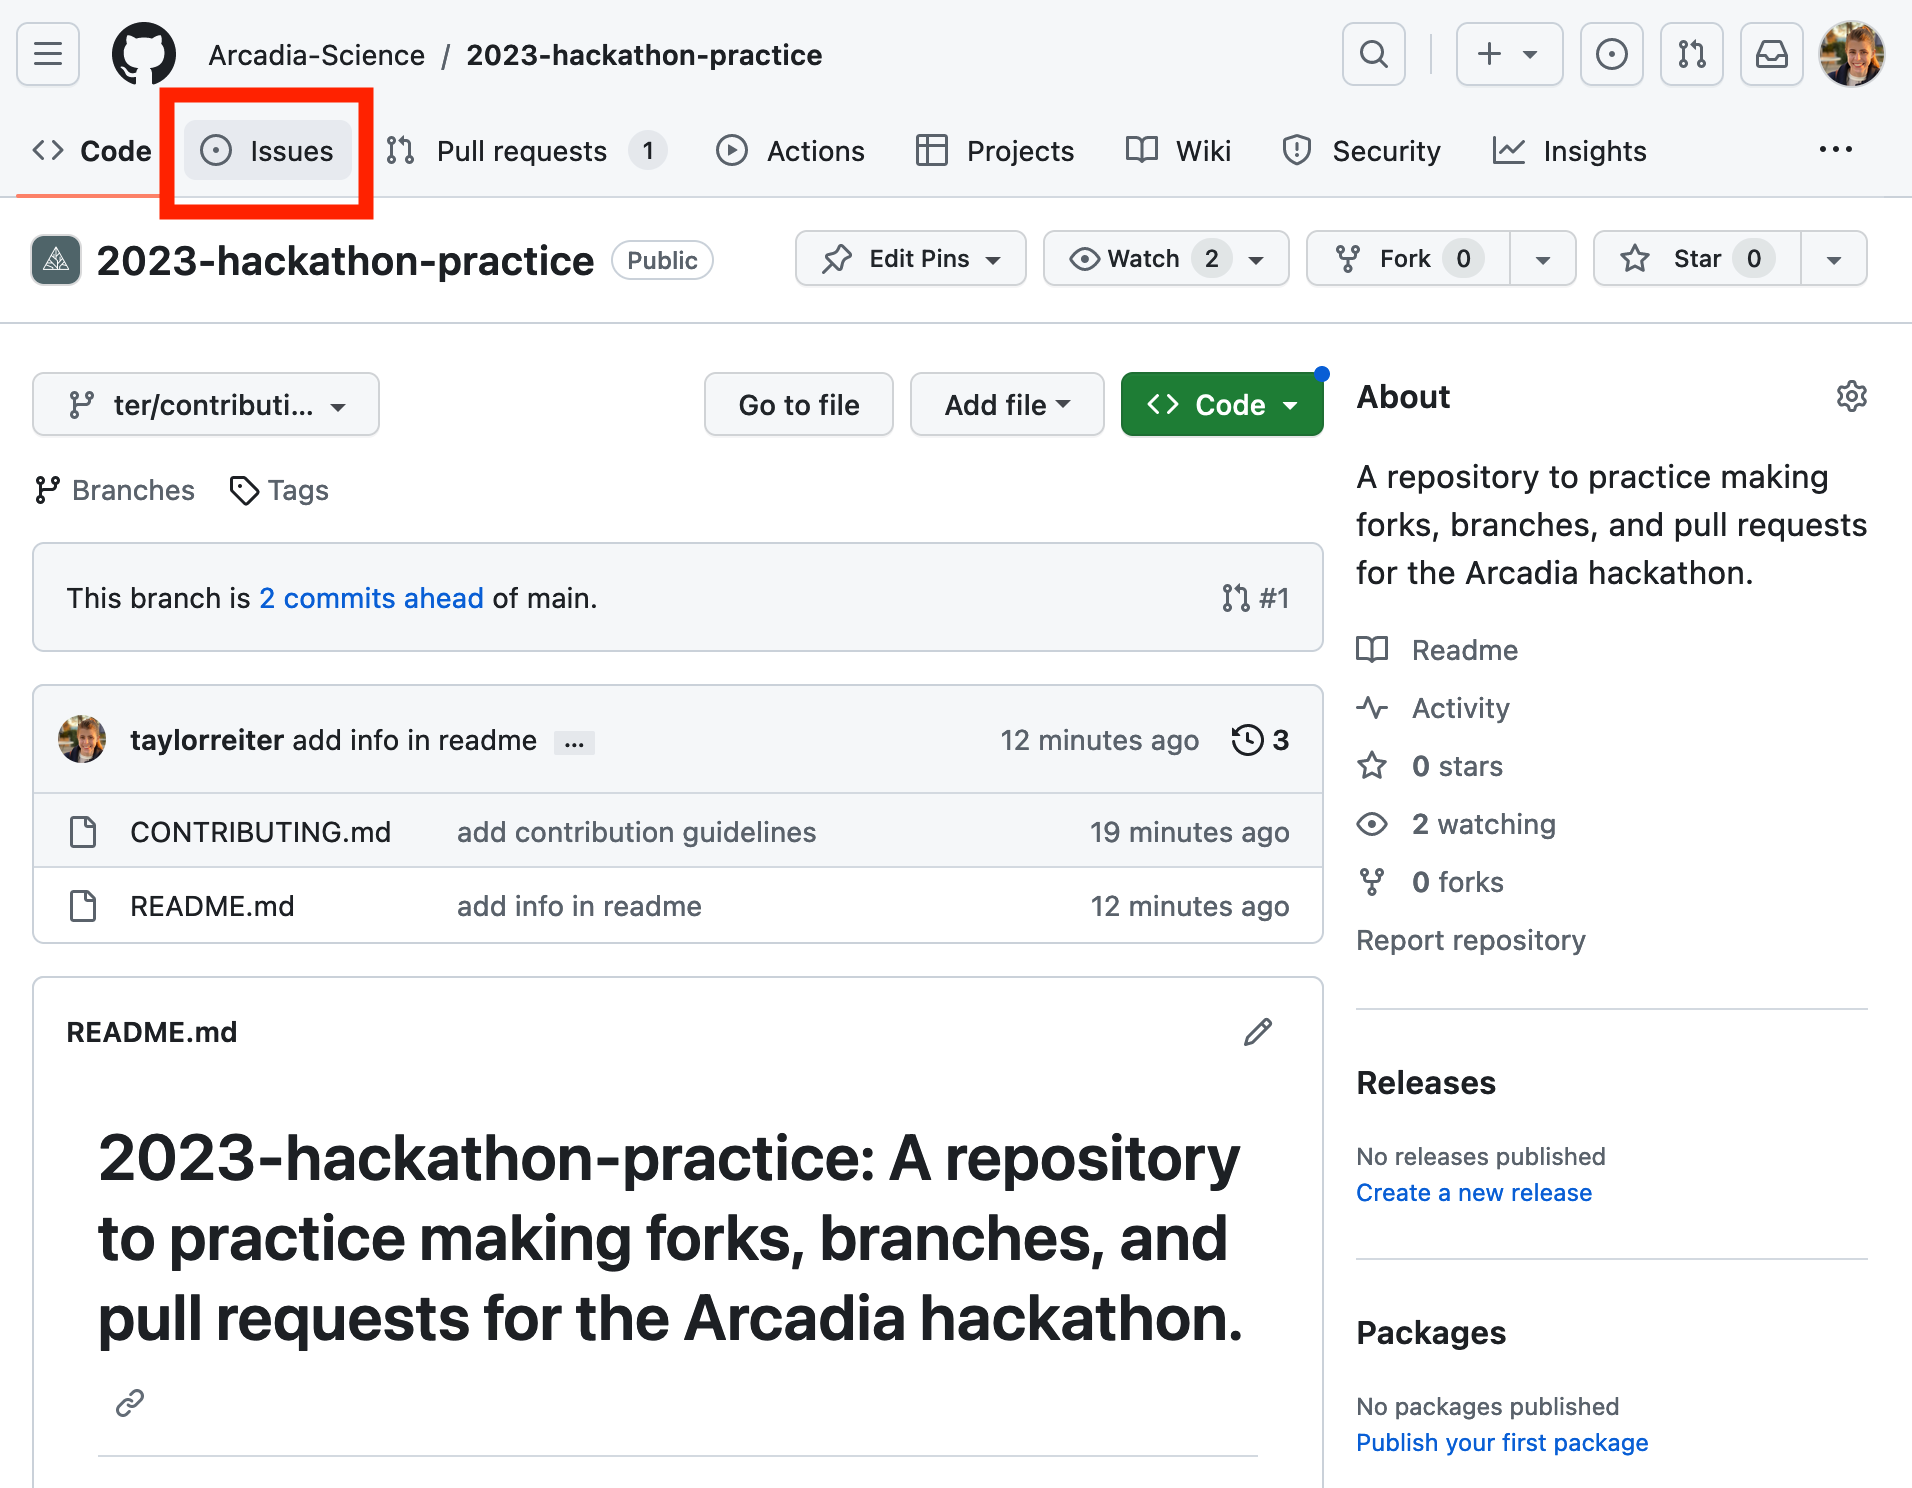 Arcadia-Science / 2023-hackathon-practice
Code Issues Pull requests 1 Actions Projects Wiki Security Insights ...
2023-hackathon-practice Public Edit Pins Watch 2 Fork 0 Star 0
ter/contributi... Go to file Add file Code
Branches Tags
This branch is 2 commits ahead of main. #1
taylorreiter add info in readme ... 12 minutes ago 3
CONTRIBUTING.md add contribution guidelines 19 minutes ago
README.md add info in readme 12 minutes ago
README.md
2023-hackathon-practice: A repository
to practice making forks, branches, and
pull requests for the Arcadia hackathon.
About
A repository to practice making
forks, branches, and pull requests
for the Arcadia hackathon.
Readme
Activity
0 stars
2 watching
0 forks
Report repository
Releases
No releases published
Create a new release
Packages
No packages published
Publish your first package